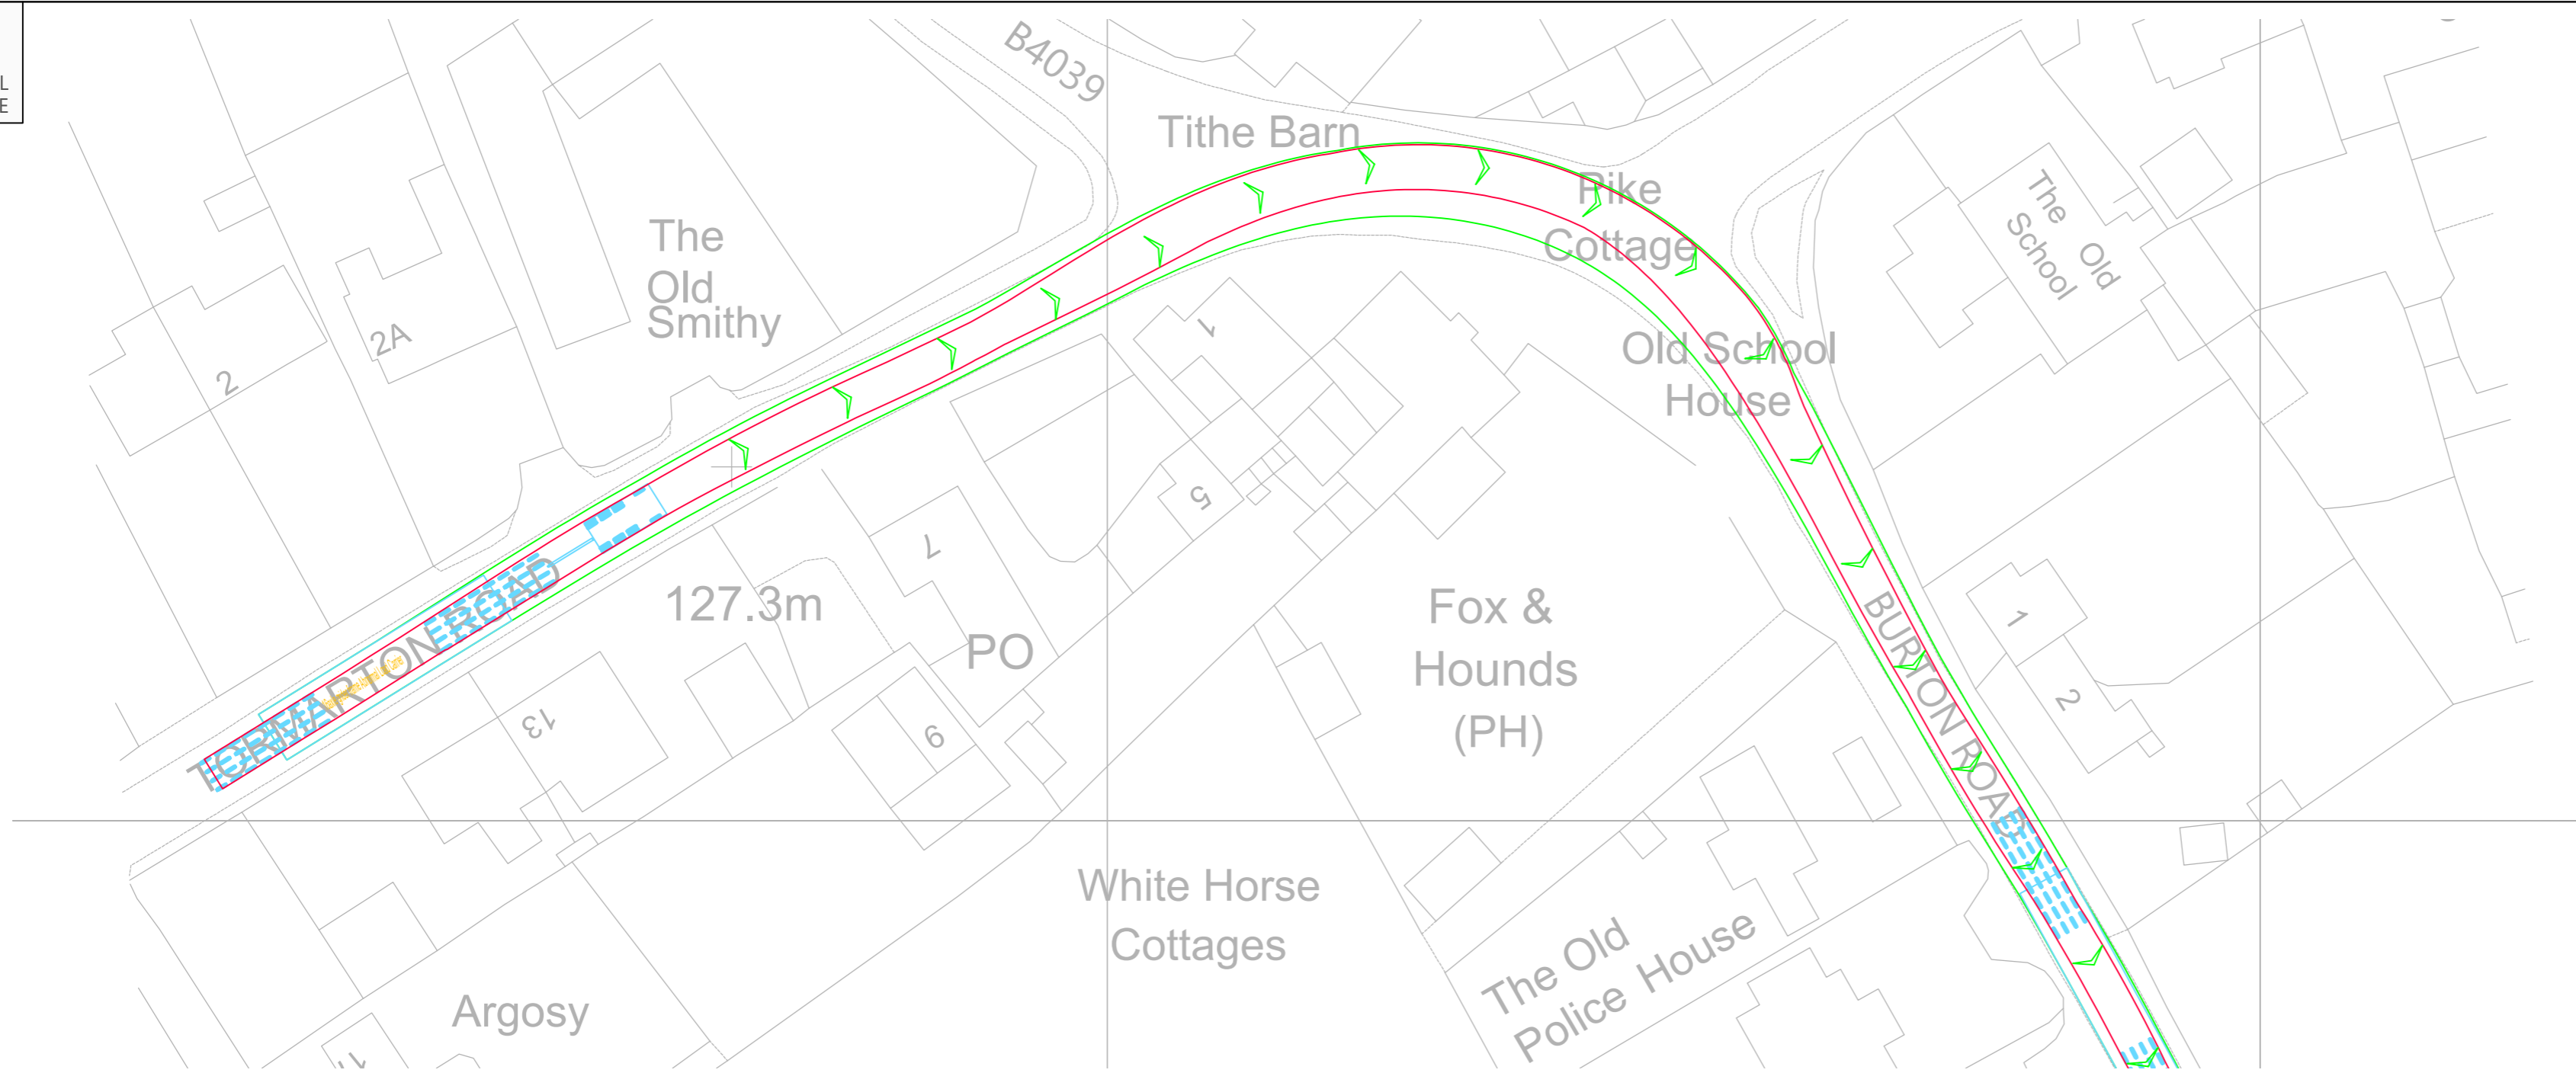 L
E
B4039
Tithe Barn
Pike
Cottage
The
Old
Smithy
The Old
School
2A
2
1
Old School
House
5
7
TORMARTON ROAD
127.3m
PO
Fox &
Hounds
(PH)
BURTON ROAD
1
2
13
9
White Horse
Cottages
The Old
Police House
Argosy
11